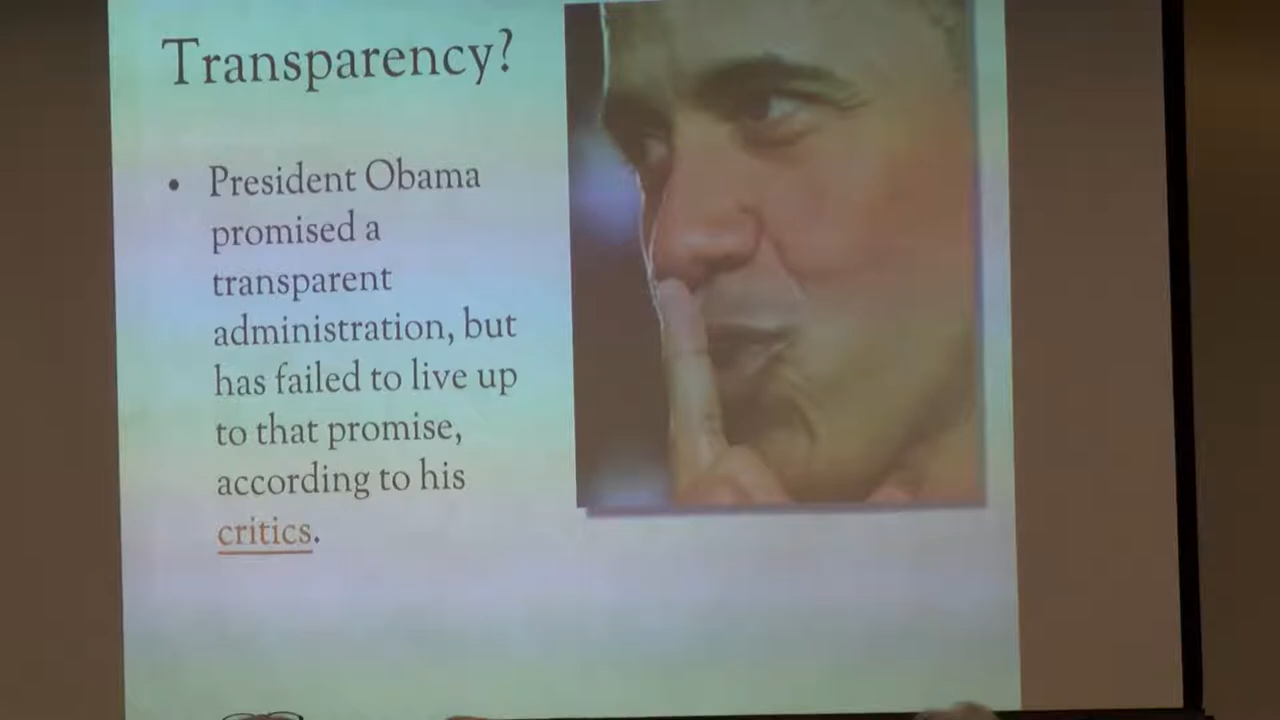 Transparency?
• President Obama
promised a
transparent
administration, but
has failed to live up
to that promise,
according to his
critics.